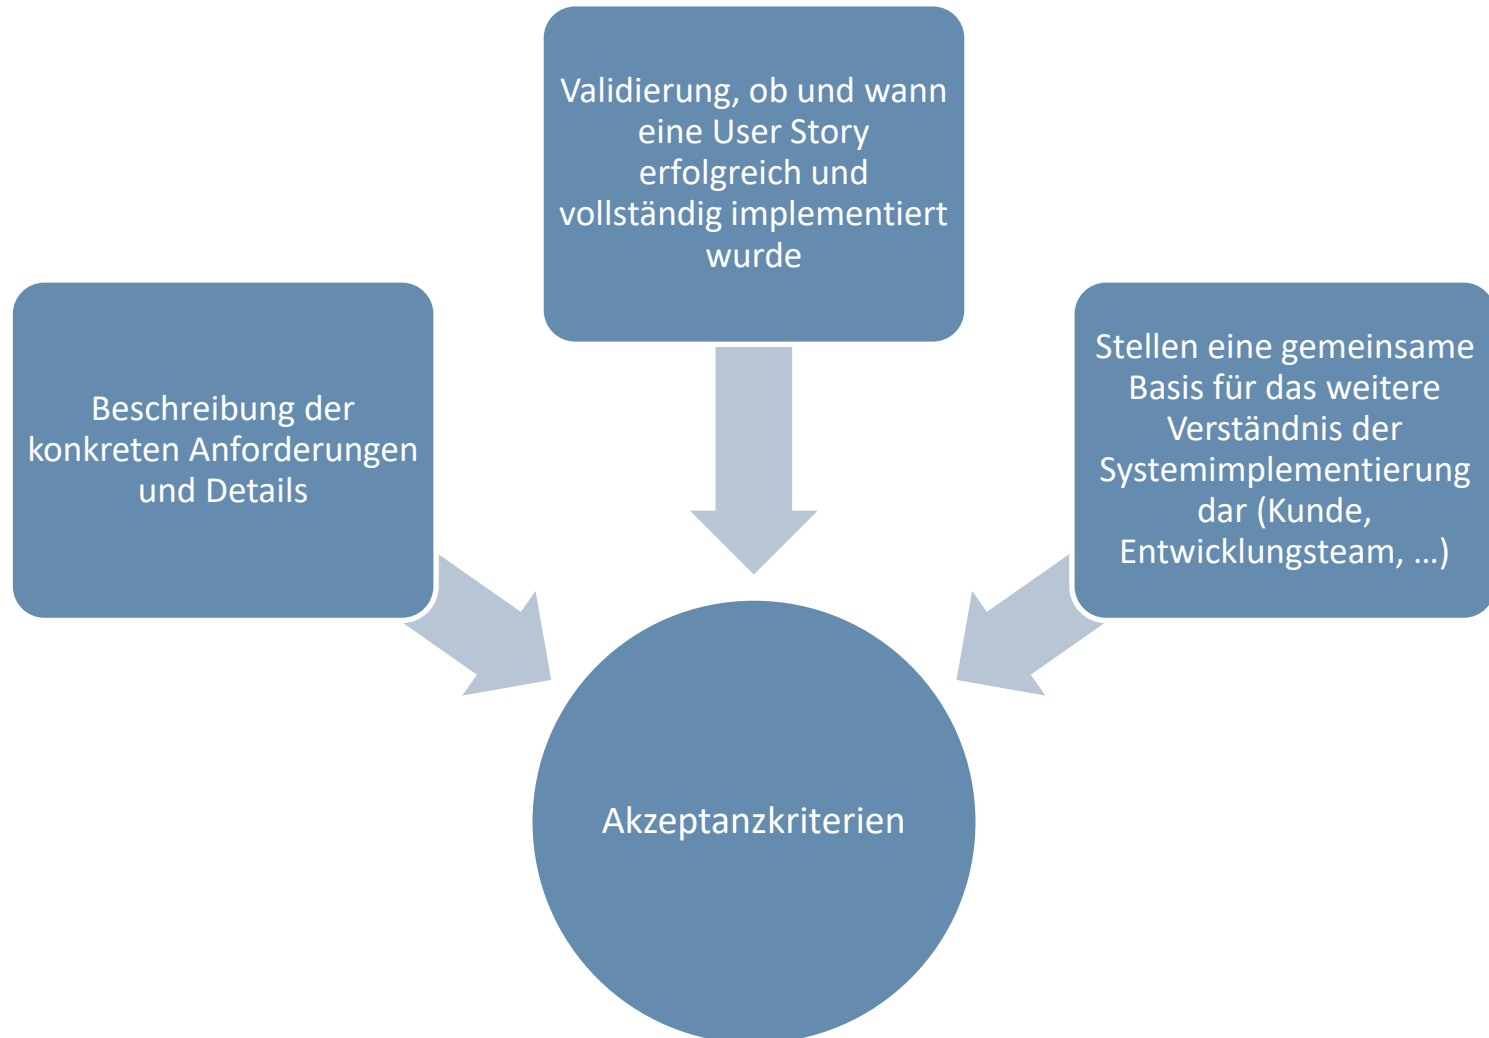 Validierung, ob und wann
eine User Story
erfolgreich und
vollständig implementiert
wurde
Beschreibung der
konkreten Anforderungen
und Details
Stellen eine gemeinsame
Basis für das weitere
Verständnis der
Systemimplementierung
dar (Kunde,
Entwicklungsteam, …)
Akzeptanzkriterien